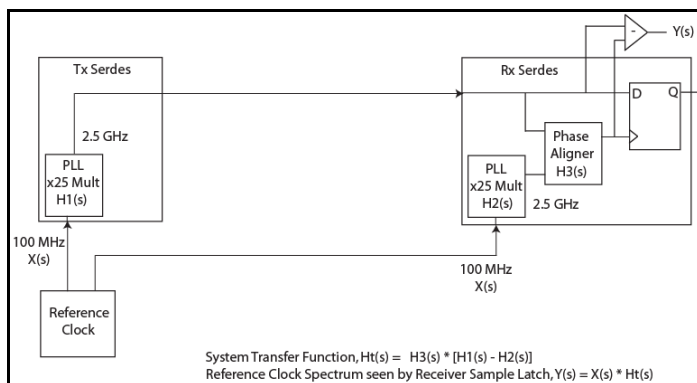 Y(s)
Tx Serdes
Rx Serdes
D
Q
2.5 GHz
Phase
Aligner
H3(s)
PLL
x25 Mult
H1(s)
PLL
x25 Mult
H2(s)
2.5 GHz
100 MHz
X(s)
100 MHz
X(s)
Reference
Clock
System Transfer Function, Ht(s) = H3(s) * [H1(s) - H2(s)]
Reference Clock Spectrum seen by Receiver Sample Latch, Y(s) = X(s) * Ht(s)